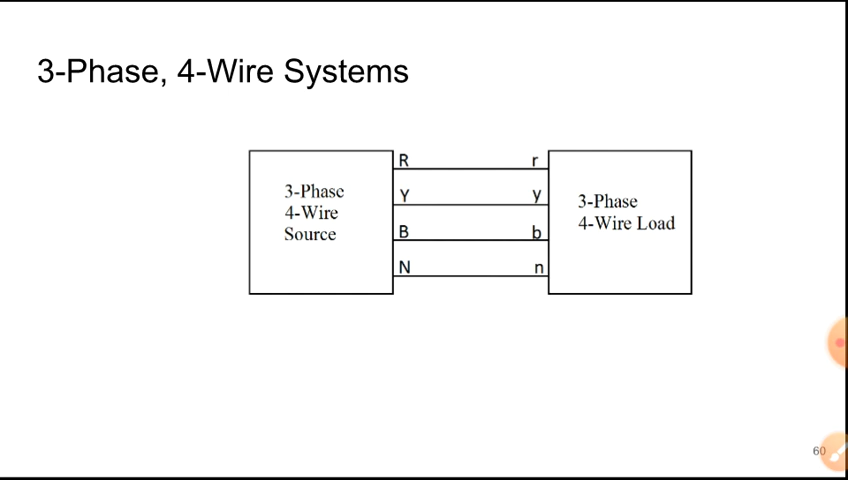 3-Phase, 4-Wire Systems
R r
3-Phase
4-Wire
Source
Y y
3-Phase
4-Wire Load
B b
N n
60